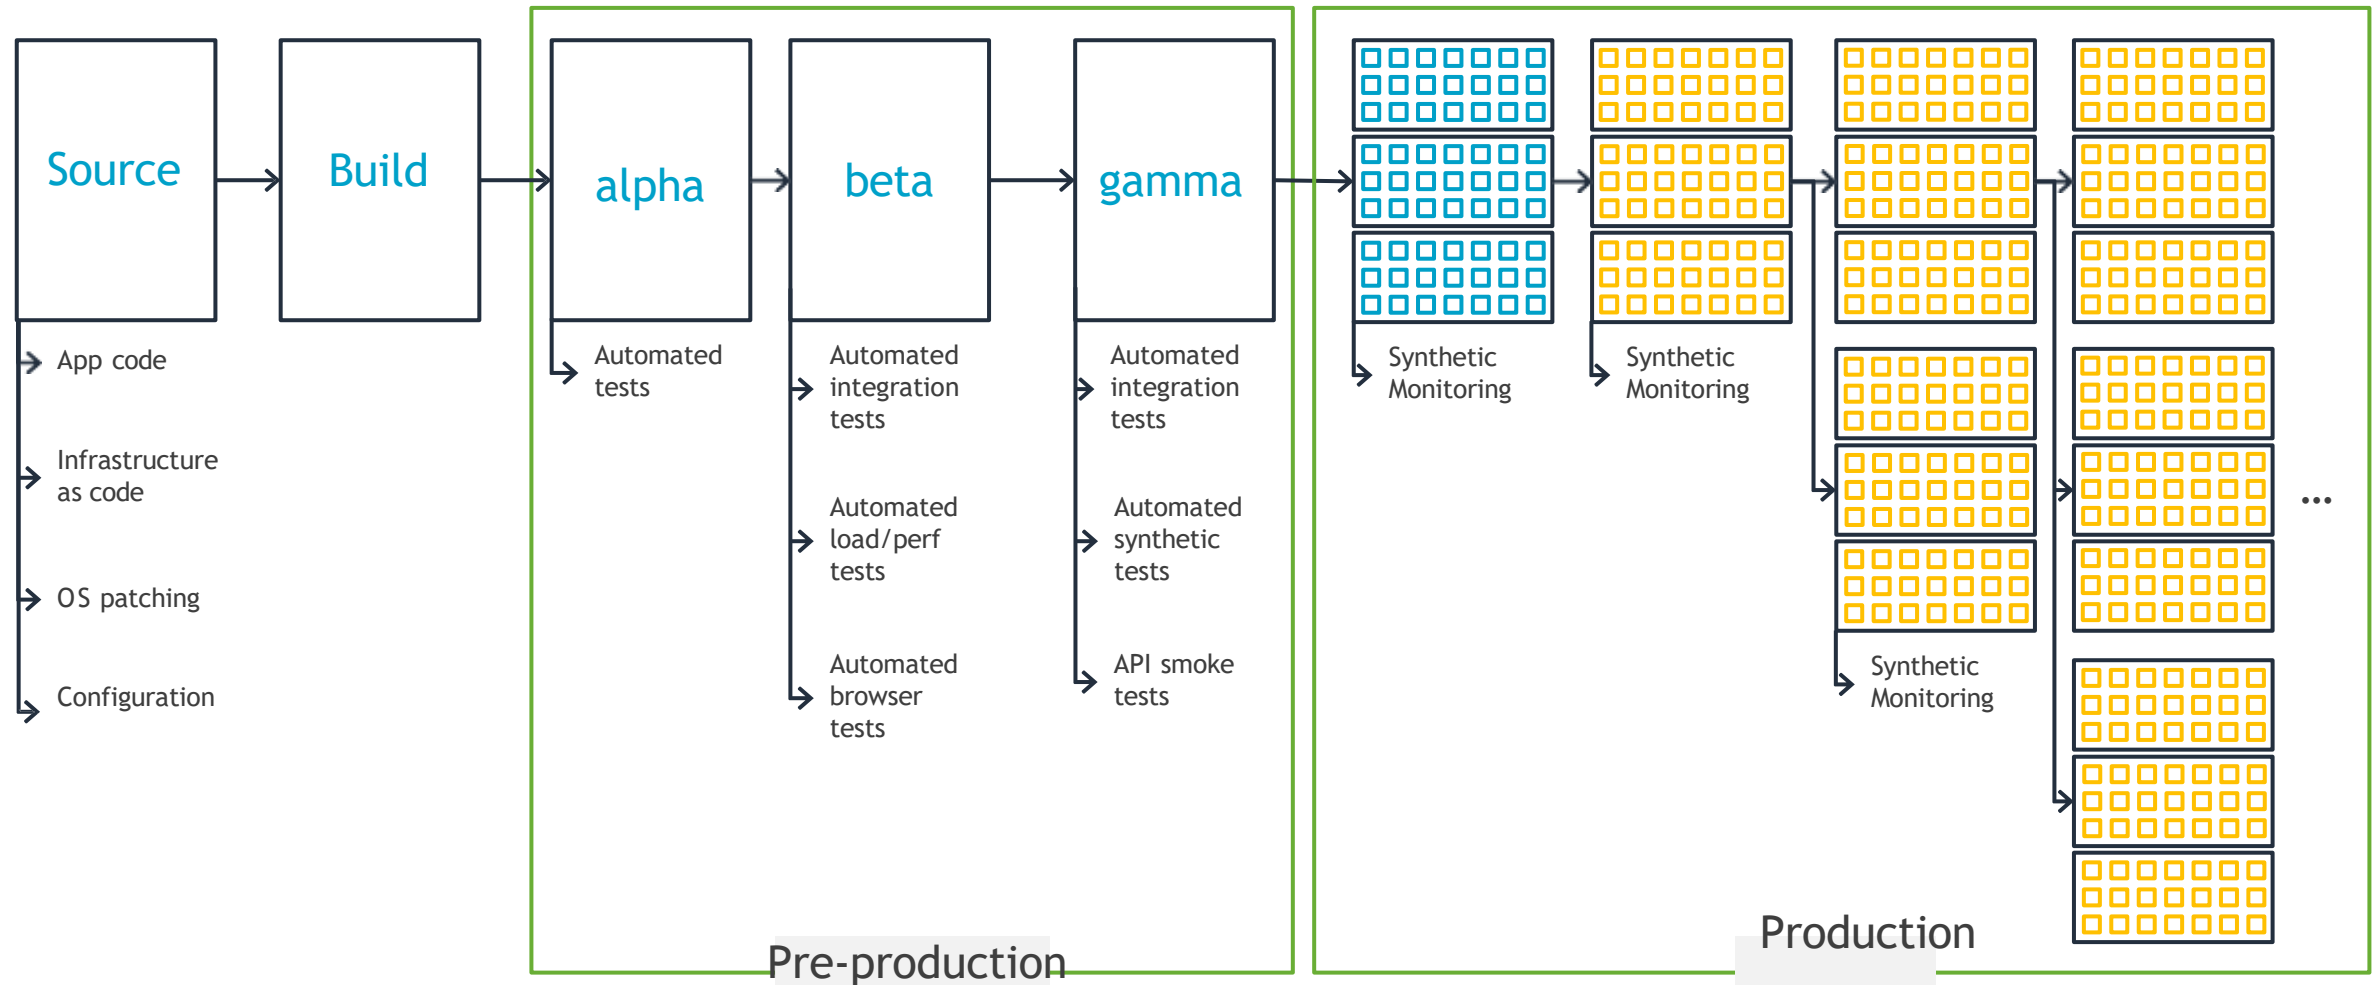 Source
Build
alpha
beta
gamma
App code
Infrastructure
as code
OS patching
Configuration
Automated
tests
Automated
integration
tests
Automated
load/perf
tests
Automated
browser
tests
Automated
integration
tests
Automated
synthetic
tests
API smoke
tests
Synthetic
Monitoring
Synthetic
Monitoring
Synthetic
Monitoring
...
Pre-production
Production